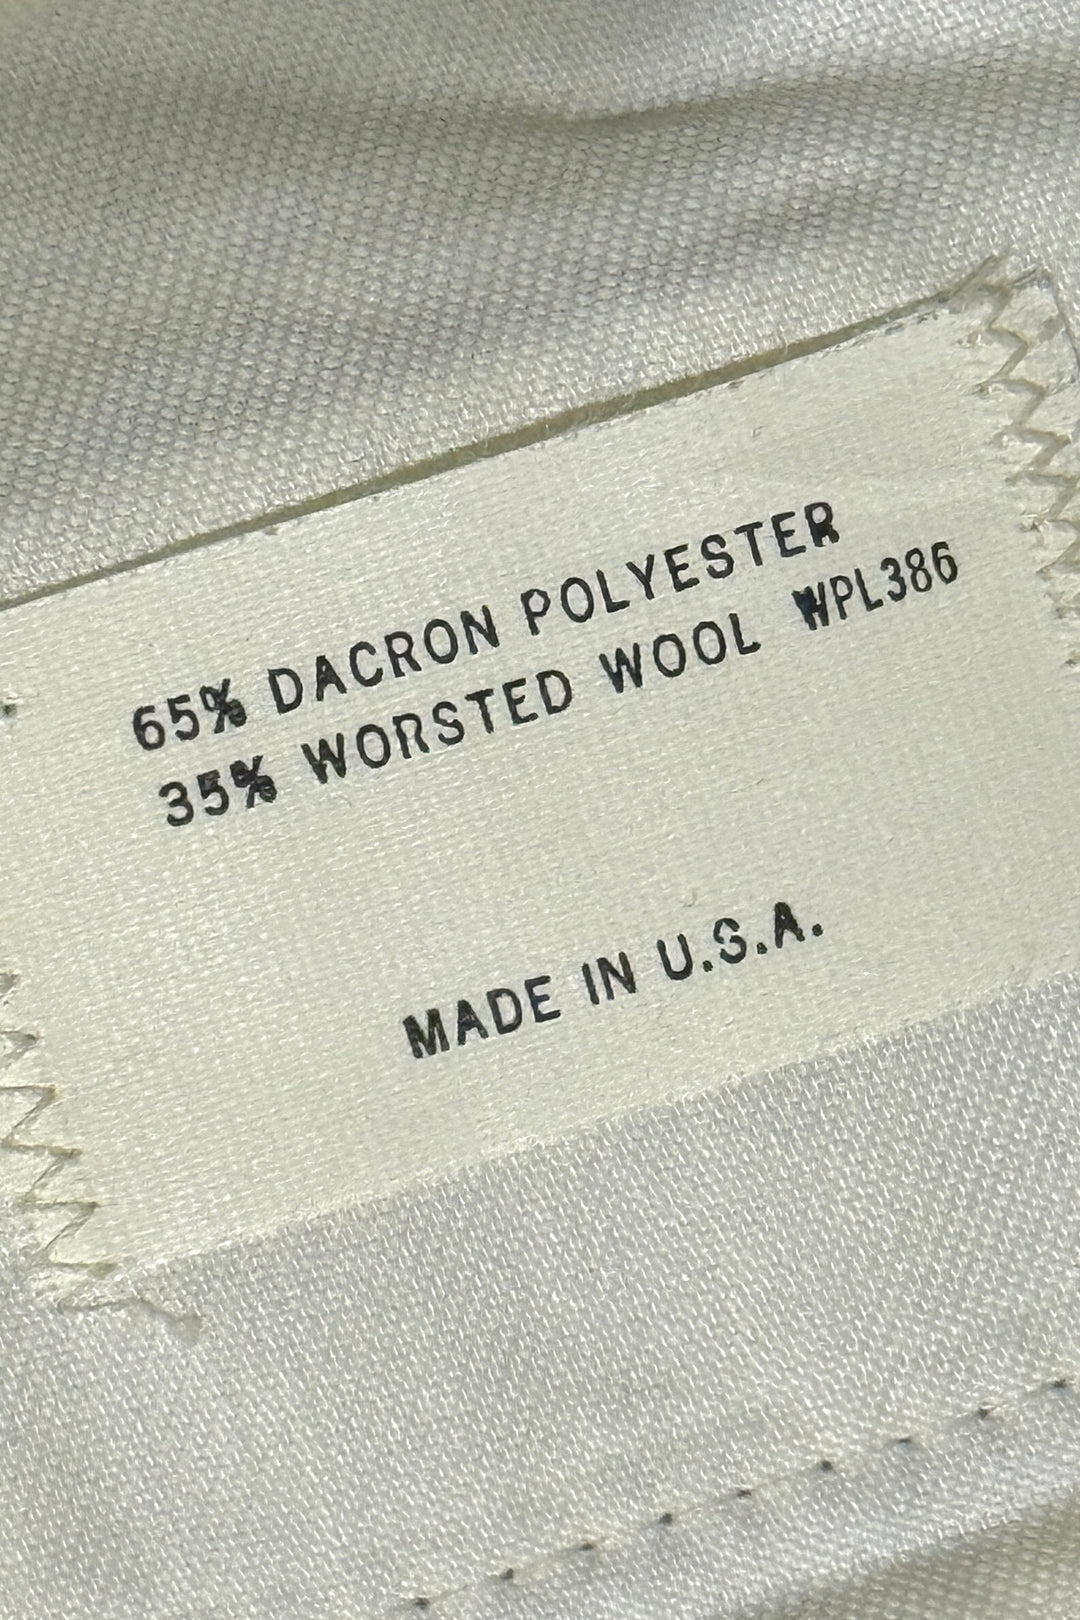 65% DACRON POLYESTER
35% WORSTED WOOL WPL386
MADE IN U.S.A.